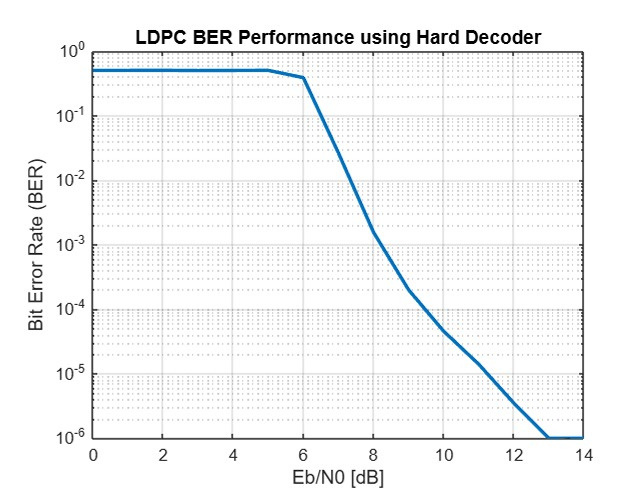 LDPC BER Performance using Hard Decoder
10^0
10^-1
10^-2
10^-3
10^-4
10^-5
10^-6
Bit Error Rate (BER)
0 2 4 6 8 10 12 14
Eb/N0 [dB]